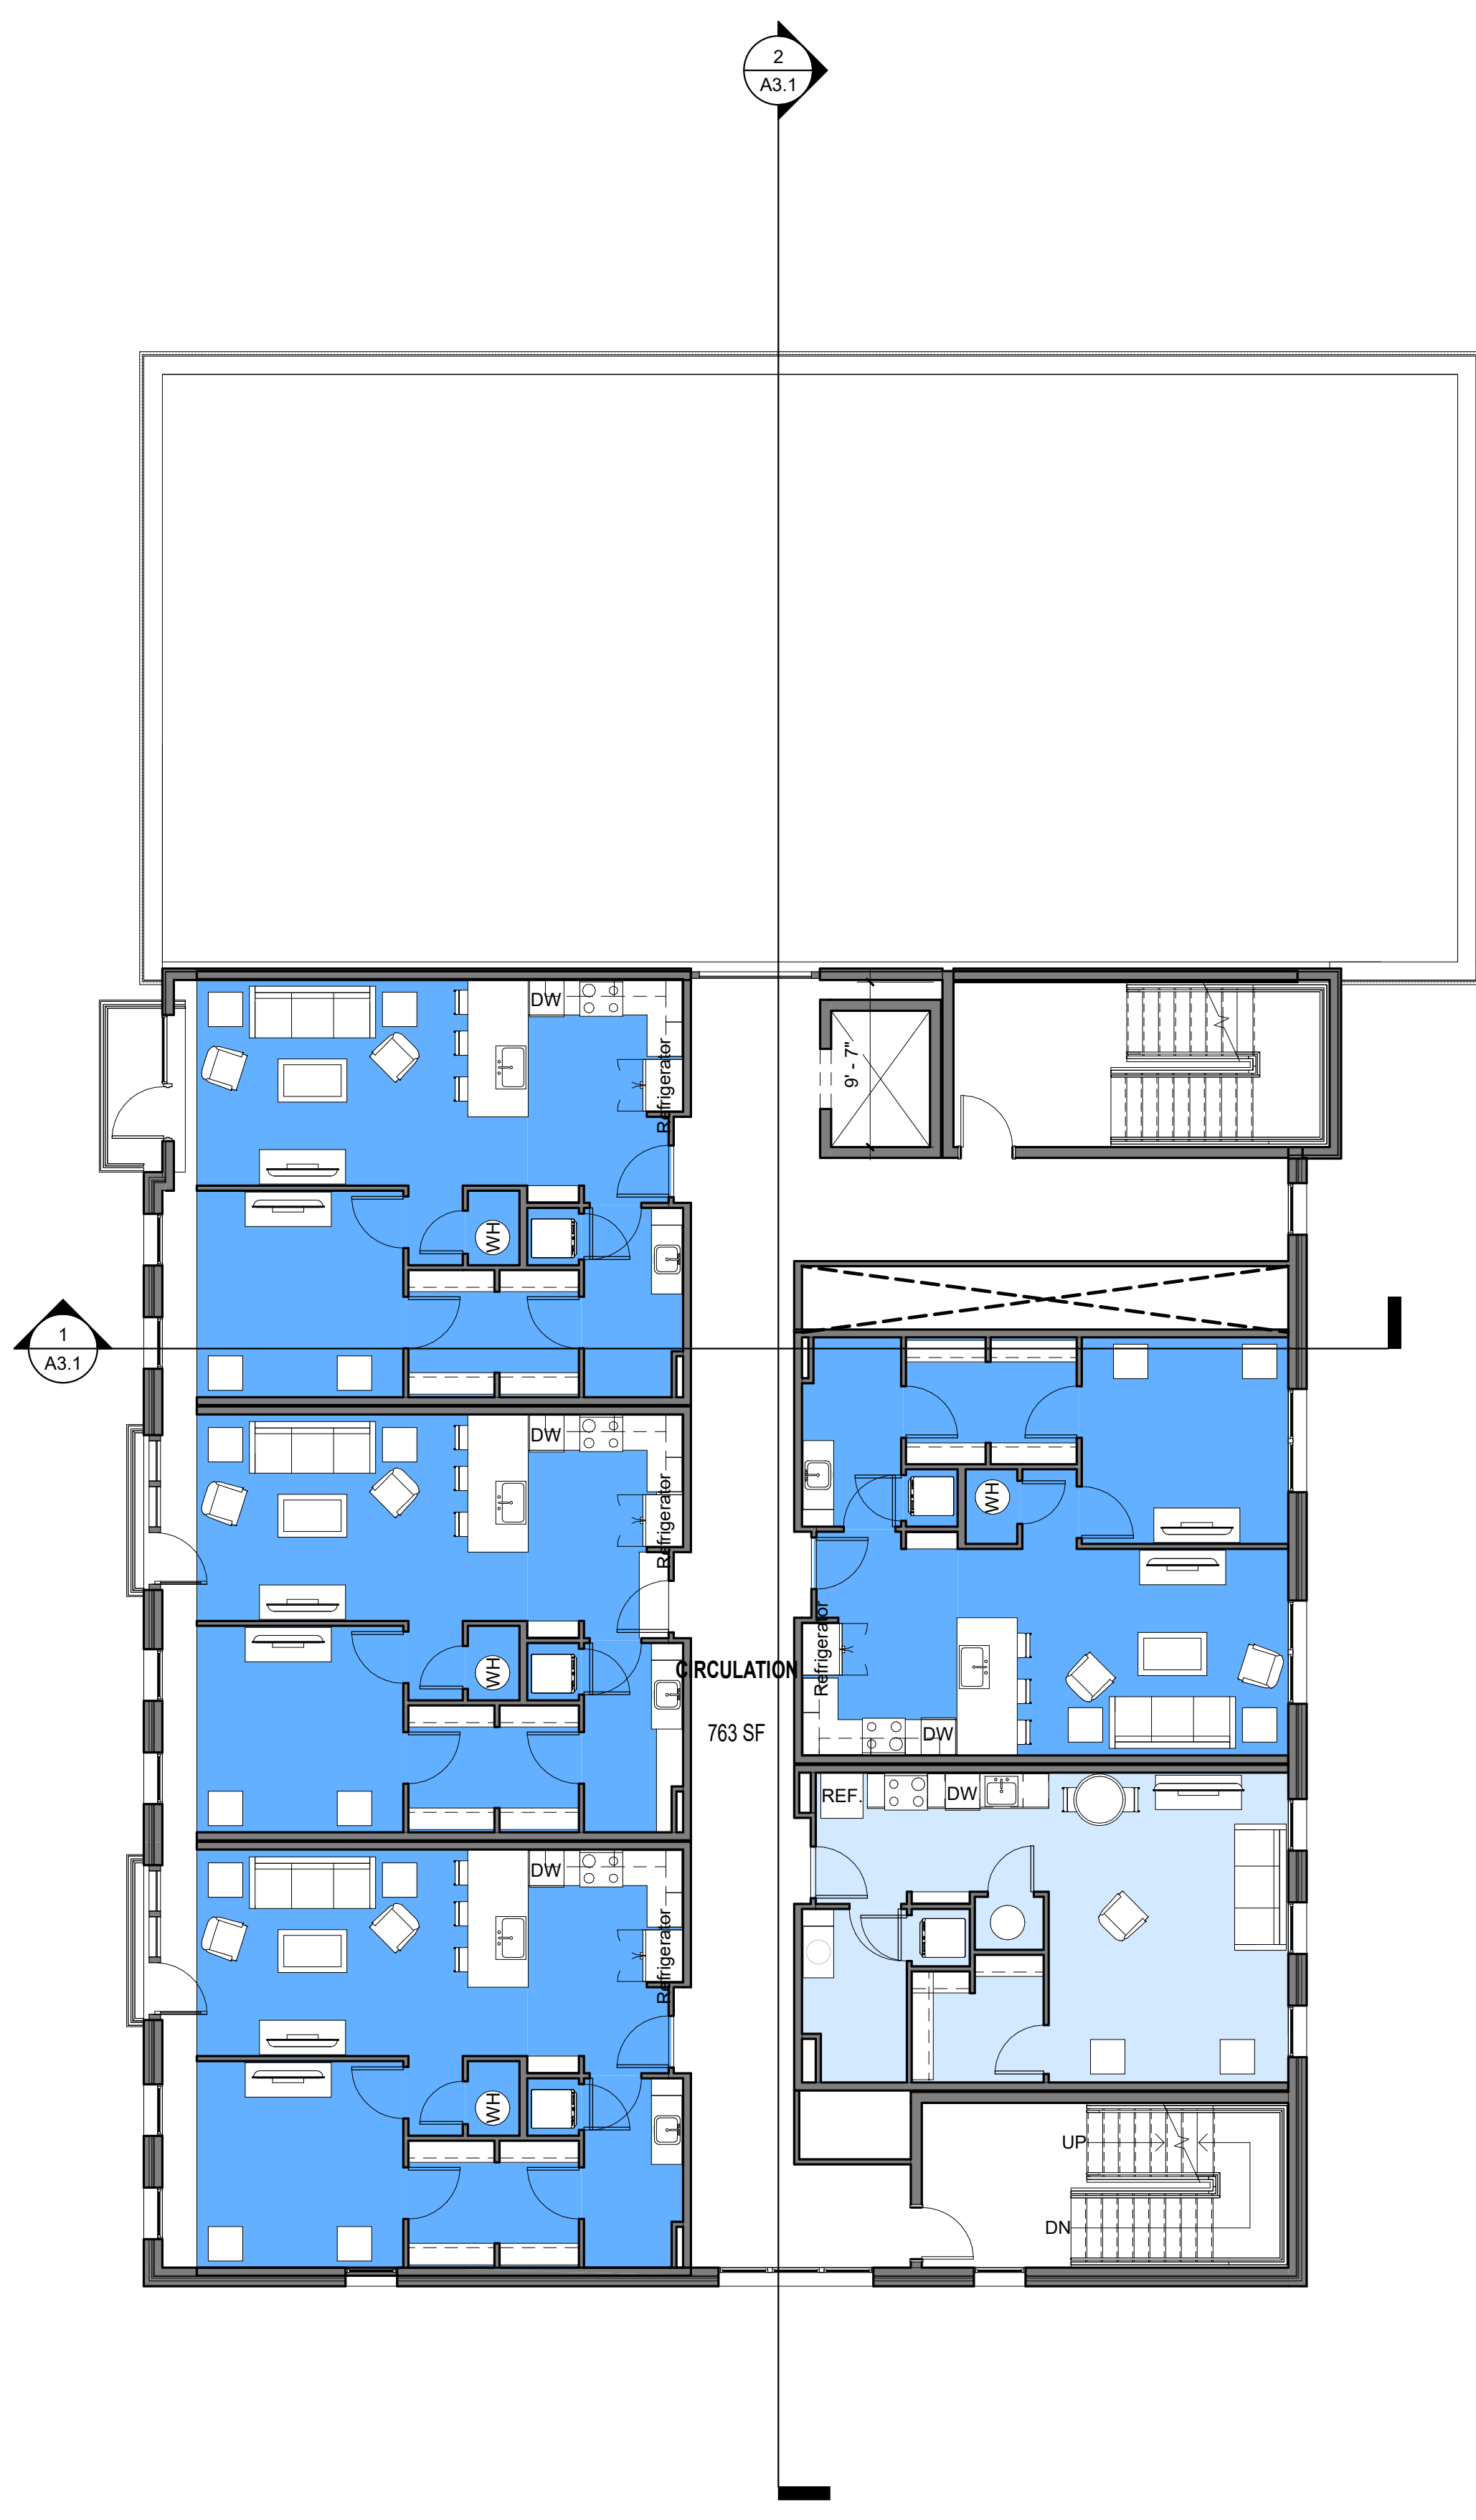 2
A3.1
DW
Refrigerator
9' - 7"
WH
1
A3.1
DW
Refrigerator
WH
WH
Refrigerator
DW
CIRCULATION
763 SF
REF.
DW
DW
Refrigerator
WH
UP
DN